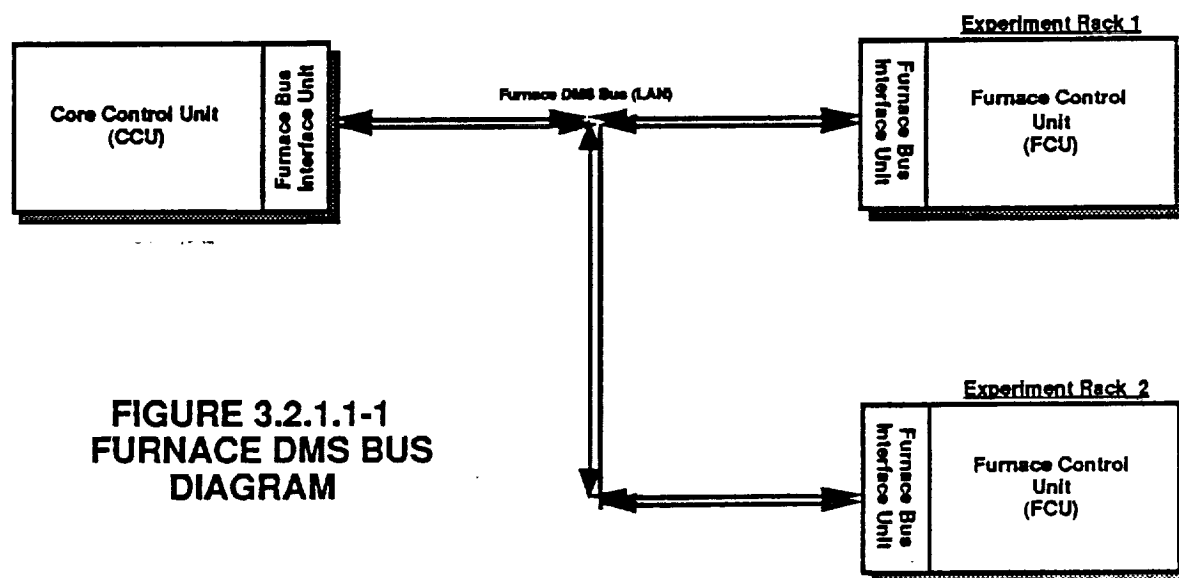 Experiment Rack 1
Core Control Unit
(CCU)
Furnace Bus
Interface Unit
Furnace DMS Bus (LAN)
Furnace Bus
Interface Unit
Furnace Control
Unit
(FCU)
Experiment Rack 2
Furnace Bus
Interface Unit
Furnace Control
Unit
(FCU)
FIGURE 3.2.1.1-1
FURNACE DMS BUS
DIAGRAM